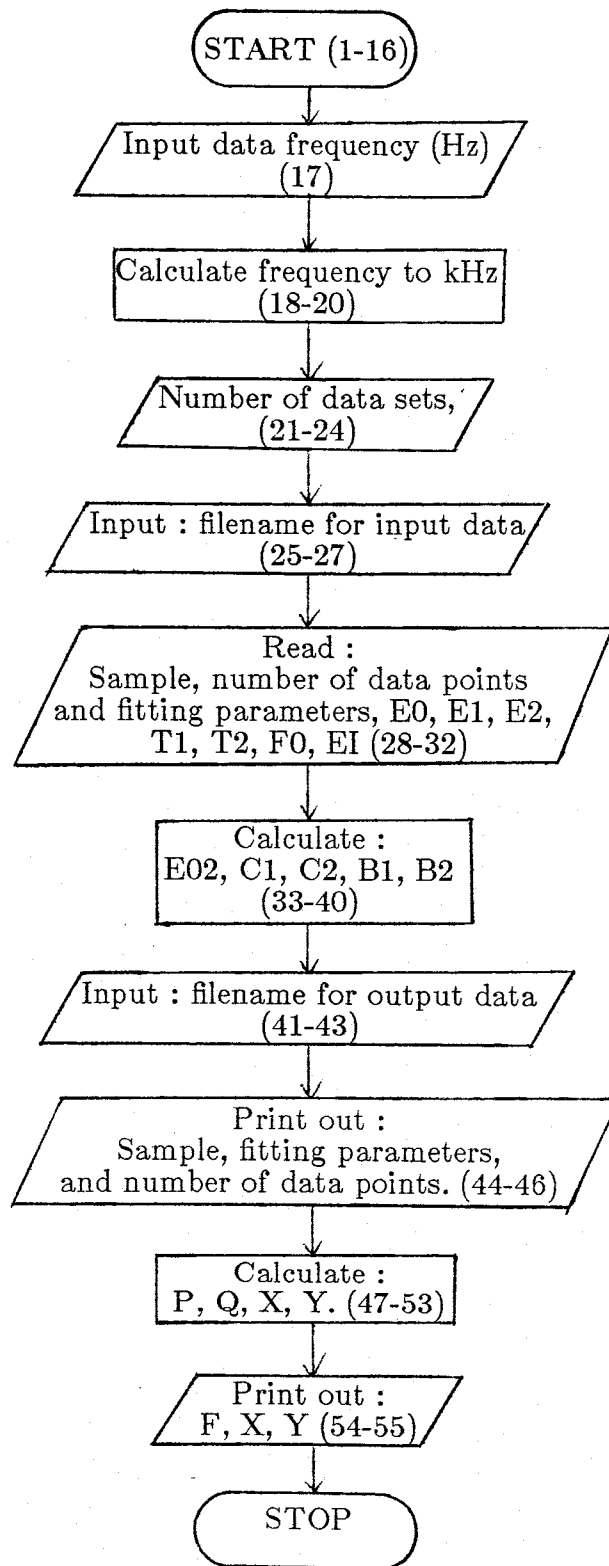 START (1-16)
Input data frequency (Hz)
(17)
Calculate frequency to kHz
(18-20)
Number of data sets,
(21-24)
Input : filename for input data
(25-27)
Read :
Sample, number of data points
and fitting parameters, E0, E1, E2,
T1, T2, F0, EI (28-32)
Calculate :
E02, C1, C2, B1, B2
(33-40)
Input : filename for output data
(41-43)
Print out :
Sample, fitting parameters,
and number of data points. (44-46)
Calculate :
P, Q, X, Y. (47-53)
Print out :
F, X, Y (54-55)
STOP